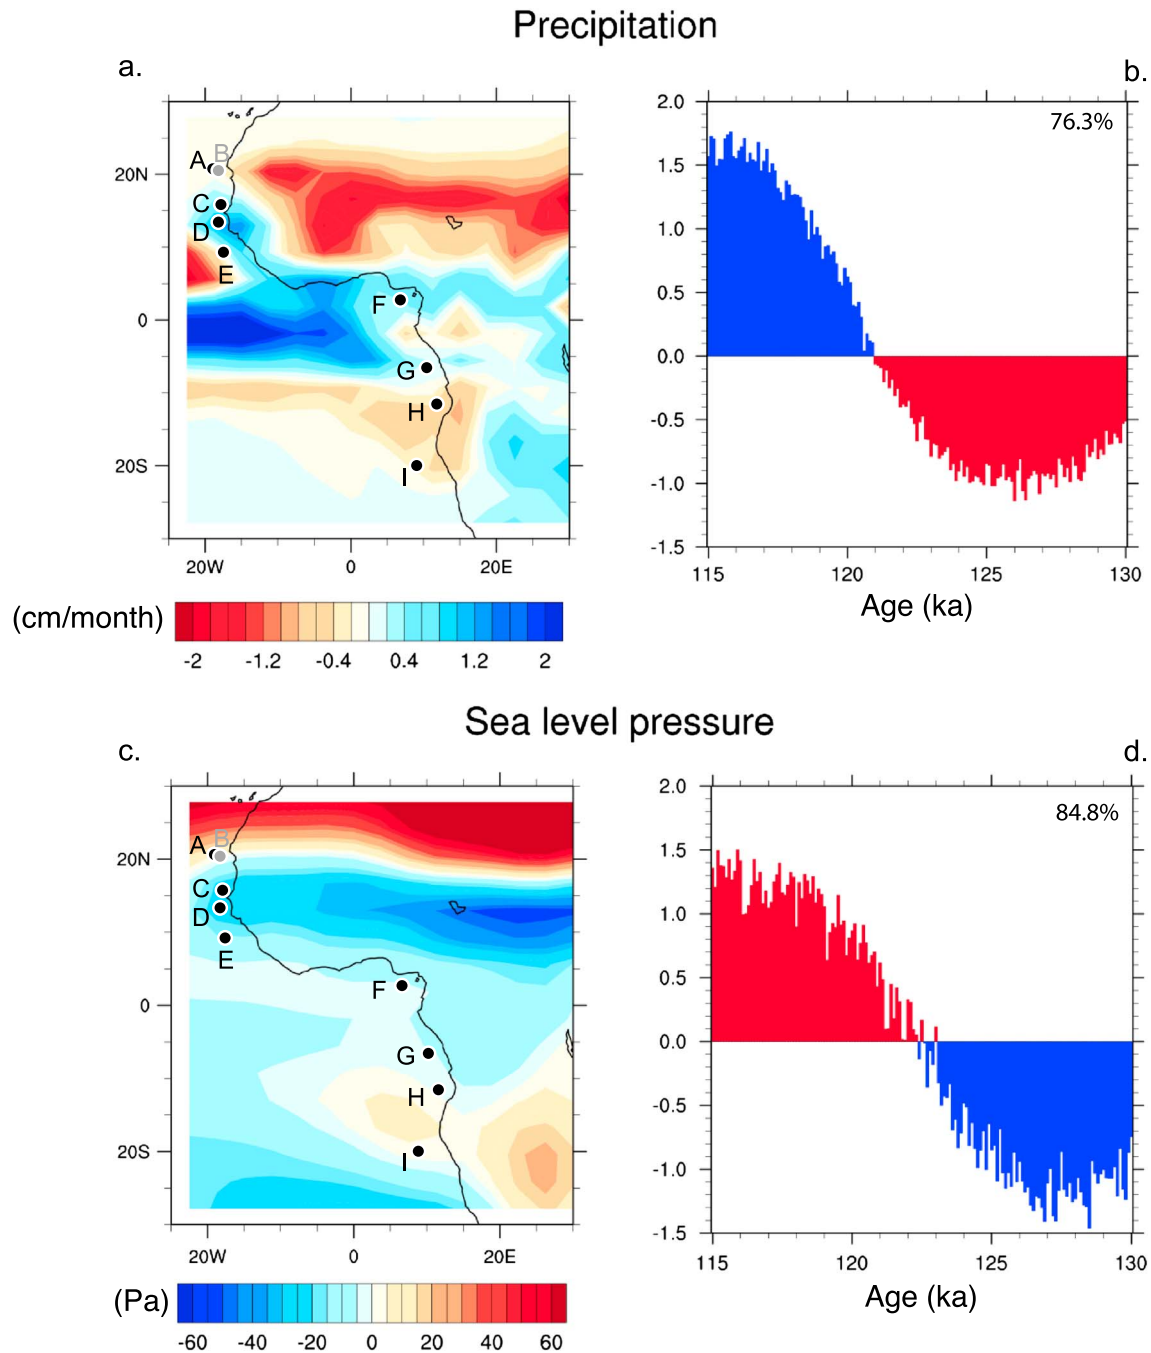 Precipitation
a.
b.
76.3%
A
B
C
D
E
F
G
H
I
20N
0
20S
20W
0
20E
2.0
1.5
1.0
0.5
0.0
-0.5
-1.0
-1.5
115
120
125
130
Age (ka)
(cm/month)
-2
-1.2
-0.4
0.4
1.2
2
Sea level pressure
c.
d.
84.8%
A
B
C
D
E
F
G
H
I
20N
0
20S
20W
0
20E
2.0
1.5
1.0
0.5
0.0
-0.5
-1.0
-1.5
115
120
125
130
Age (ka)
(Pa)
-60
-40
-20
0
20
40
60